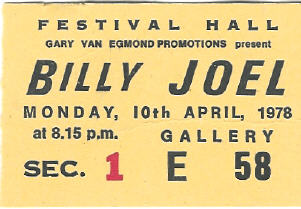 FESTIVAL HALL
GARY VAN EGMOND PROMOTIONS present
BILLY JOEL
MONDAY, 10th APRIL, 1978
at 8.15 p.m. GALLERY
SEC. 1 E 58